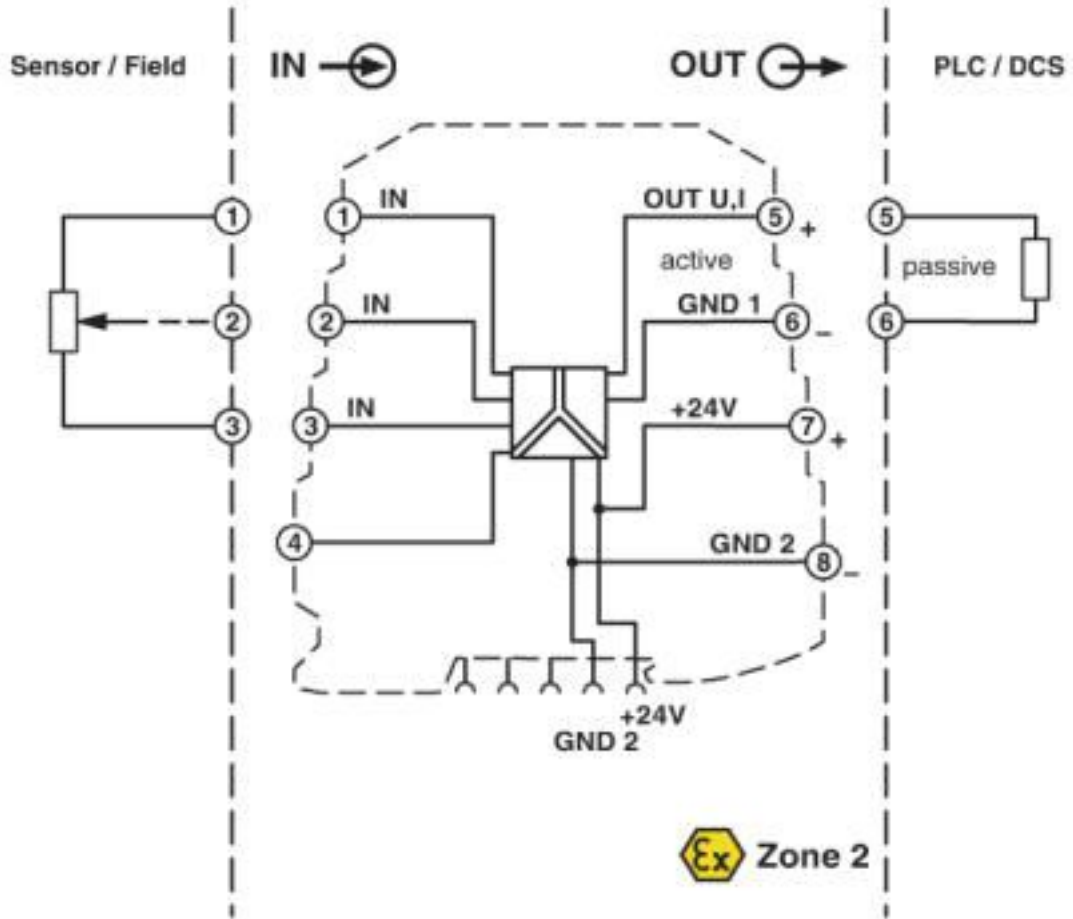 Sensor / Field IN OUT PLC / DCS
1 1 IN OUT U,I 5 + 5
active passive
2 2 IN GND 1 6 – 6
3 3 IN +24V 7 +
4 GND 2 8 –
+24V
GND 2
Ex Zone 2